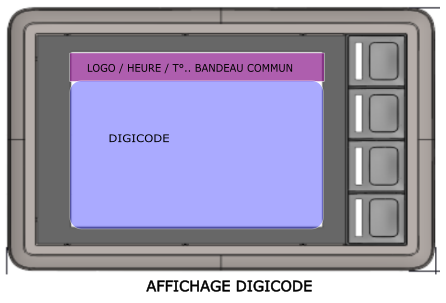 LOGO / HEURE / T°.. BANDEAU COMMUN
DIGICODE
AFFICHAGE DIGICODE